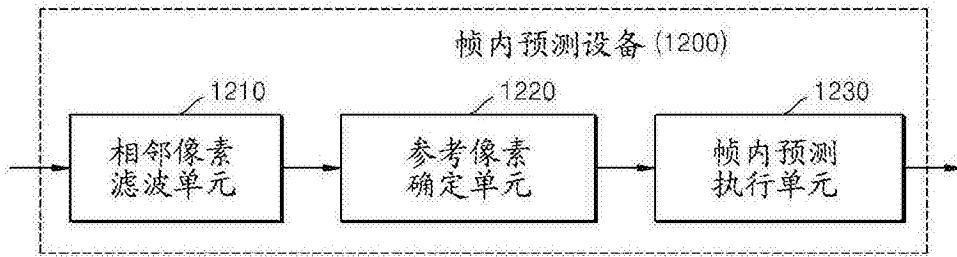 帧内预测设备(1200)
1210
相邻像素
滤波单元
1220
参考像素
确定单元
1230
帧内预测
执行单元